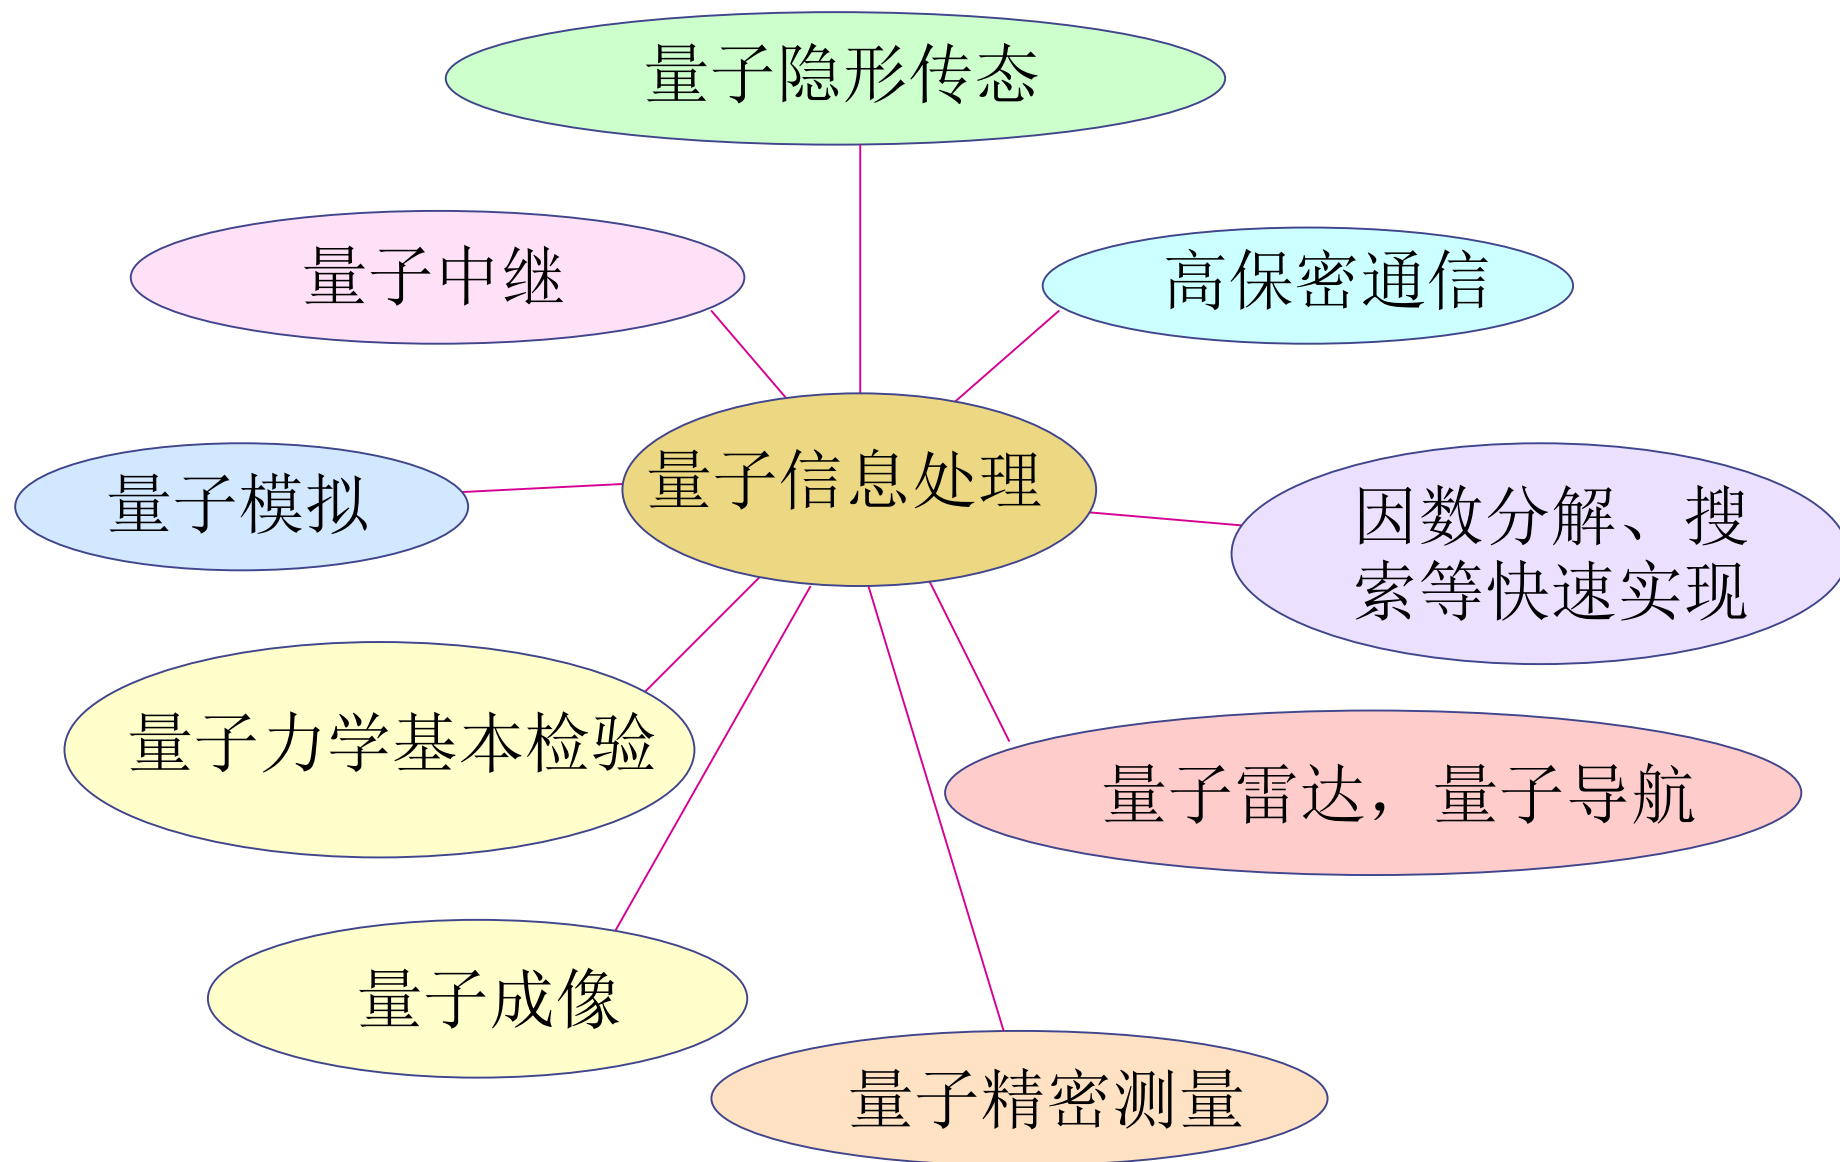 量子隐形传态
量子中继
高保密通信
量子信息处理
量子模拟
因数分解、搜
索等快速实现
量子力学基本检验
量子雷达，量子导航
量子成像
量子精密测量